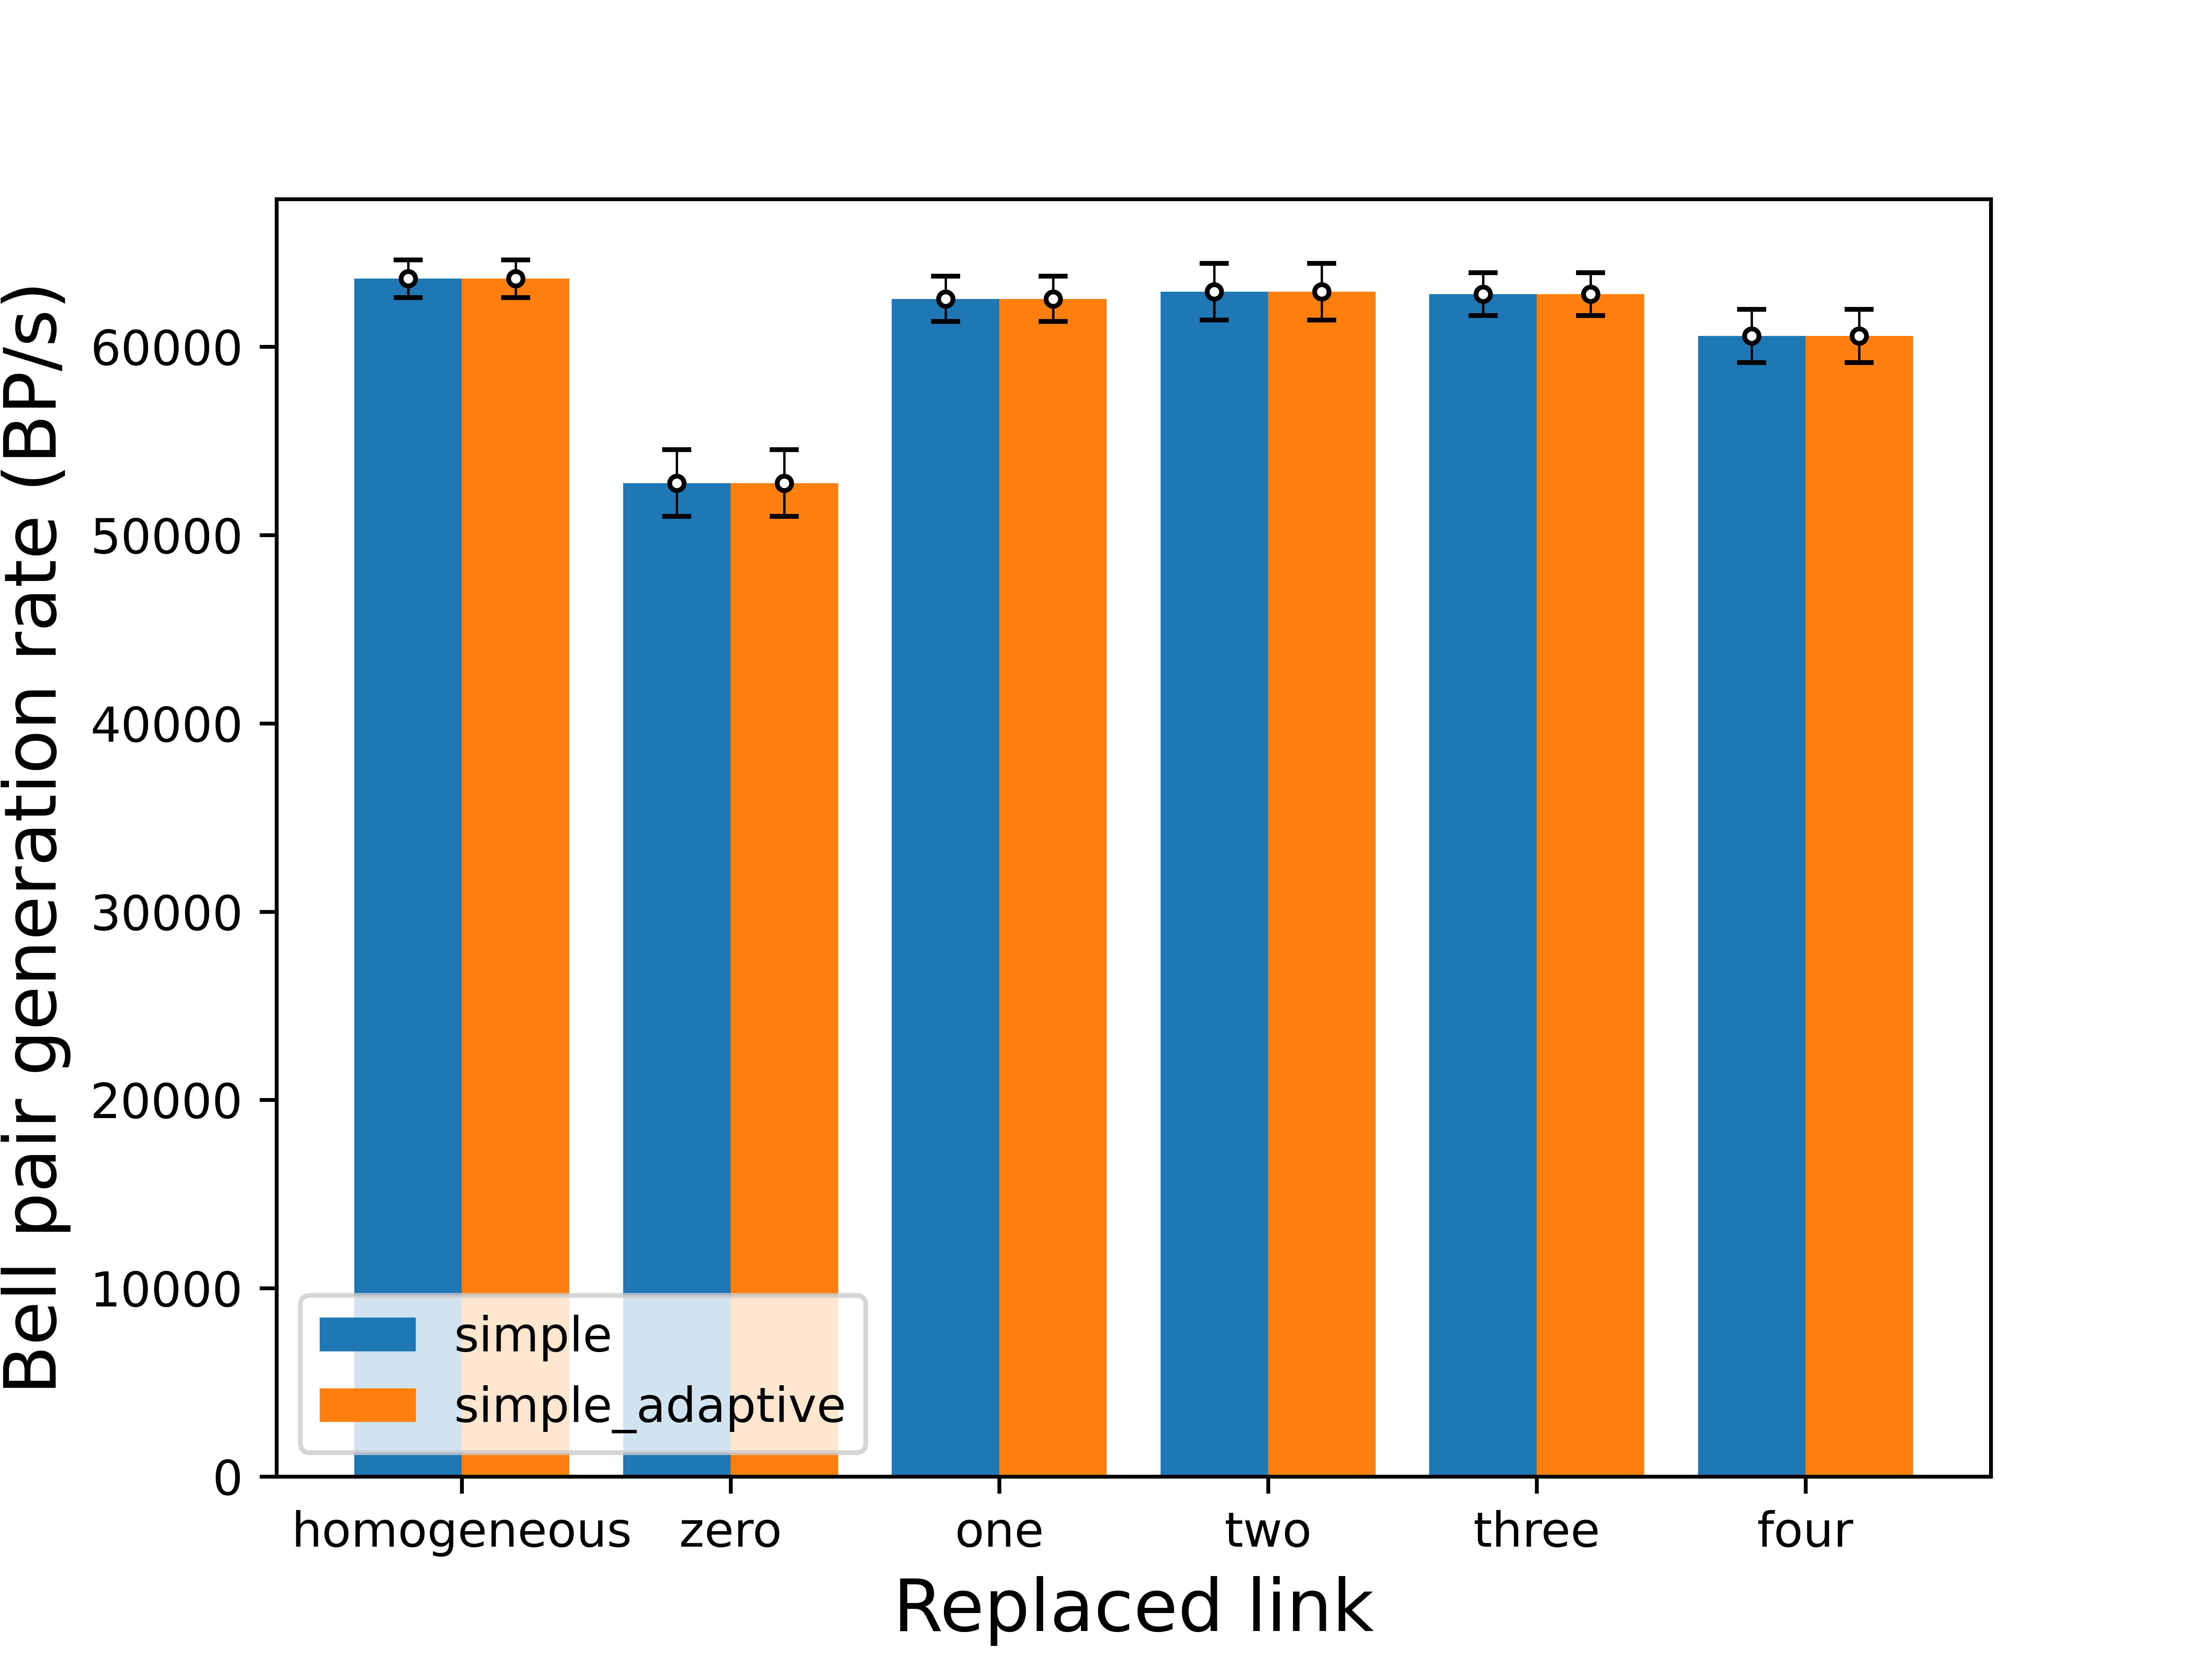 Bell pair generation rate (BP/s)
60000
50000
40000
30000
20000
10000
0
simple
simple_adaptive
homogeneous zero one two three four
Replaced link